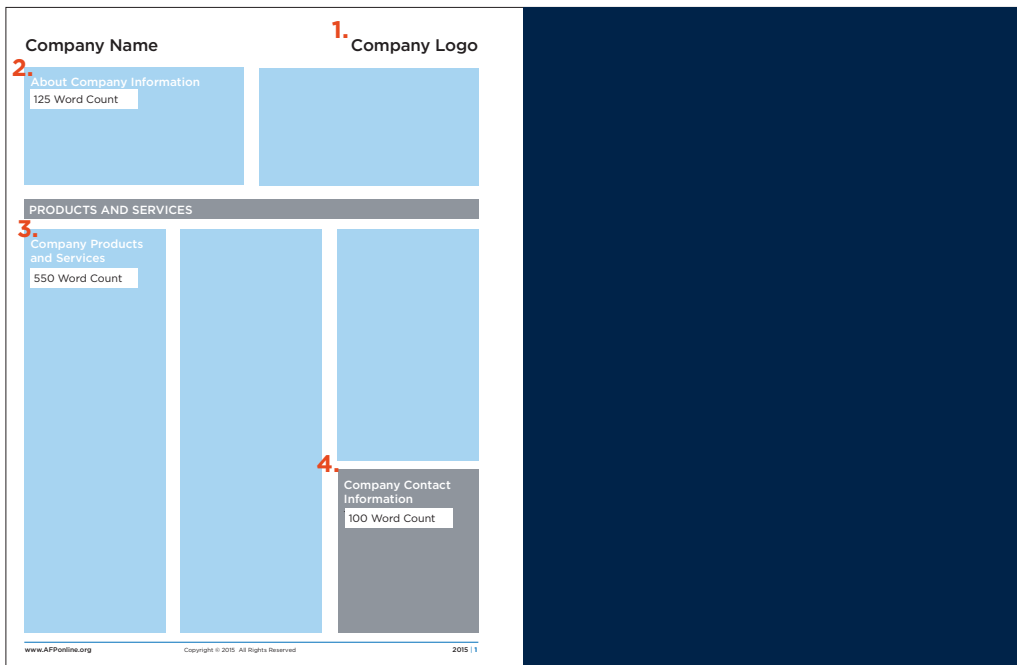 1.
Company Name
Company Logo
2.
About Company Information
125 Word Count
PRODUCTS AND SERVICES
3.
Company Products
and Services
550 Word Count
4.
Company Contact
Information
100 Word Count
www.AFPonline.org
Copyright © 2015 All Rights Reserved
2015 | 1